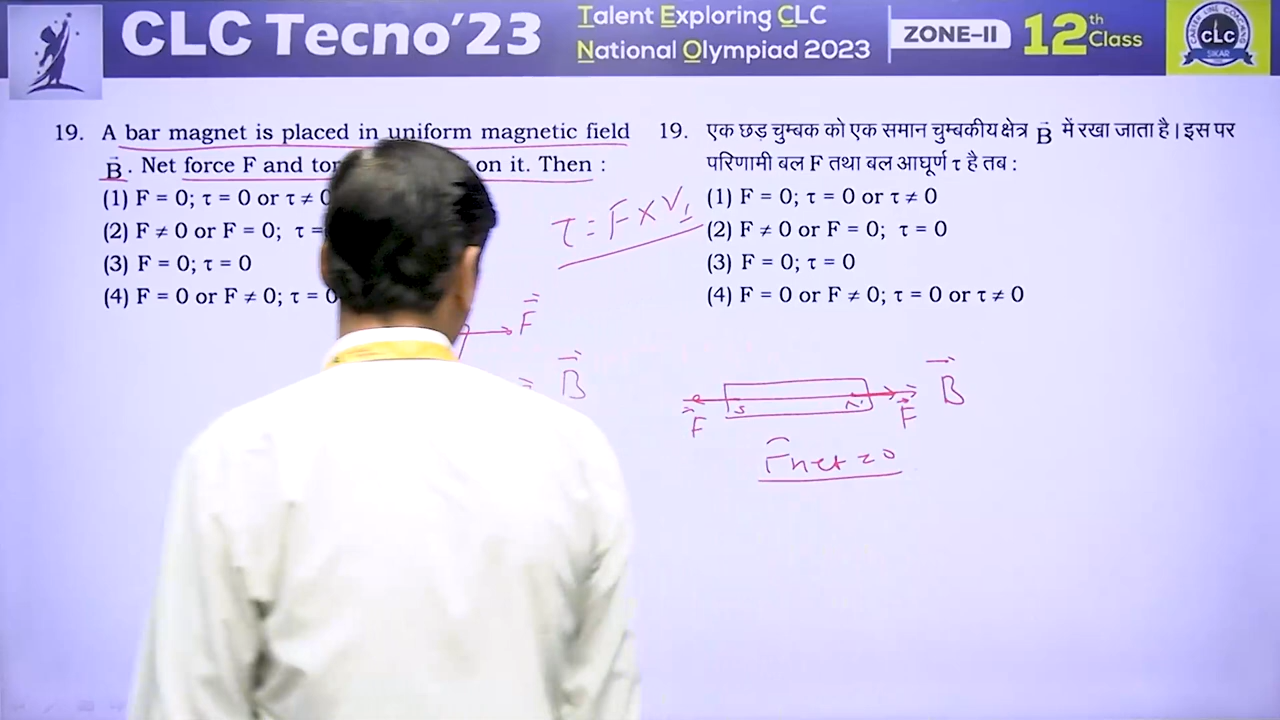 CLC Tecno'23
Talent Exploring CLC
National Olympiad 2023
ZONE-II
12th Class
CAREER LINE COACHING
CLC
SIKAR
19. A bar magnet is placed in uniform magnetic field
B⃗. Net force F and on it. Then :
(1) F = 0; τ = 0 or τ ≠ 0
(2) F ≠ 0 or F = 0; τ =
(3) F = 0; τ = 0
(4) F = 0 or F ≠ 0; τ = 0
19. एक छड़ चुम्बक को एक समान चुम्बकीय क्षेत्र B⃗ में रखा जाता है। इस पर
परिणामी बल F तथा बल आघूर्ण τ है तब :
(1) F = 0; τ = 0 or τ ≠ 0
(2) F ≠ 0 or F = 0; τ = 0
(3) F = 0; τ = 0
(4) F = 0 or F ≠ 0; τ = 0 or τ ≠ 0
F⃗
B⃗
B⃗
S N
F⃗ F⃗
Fnet = 0